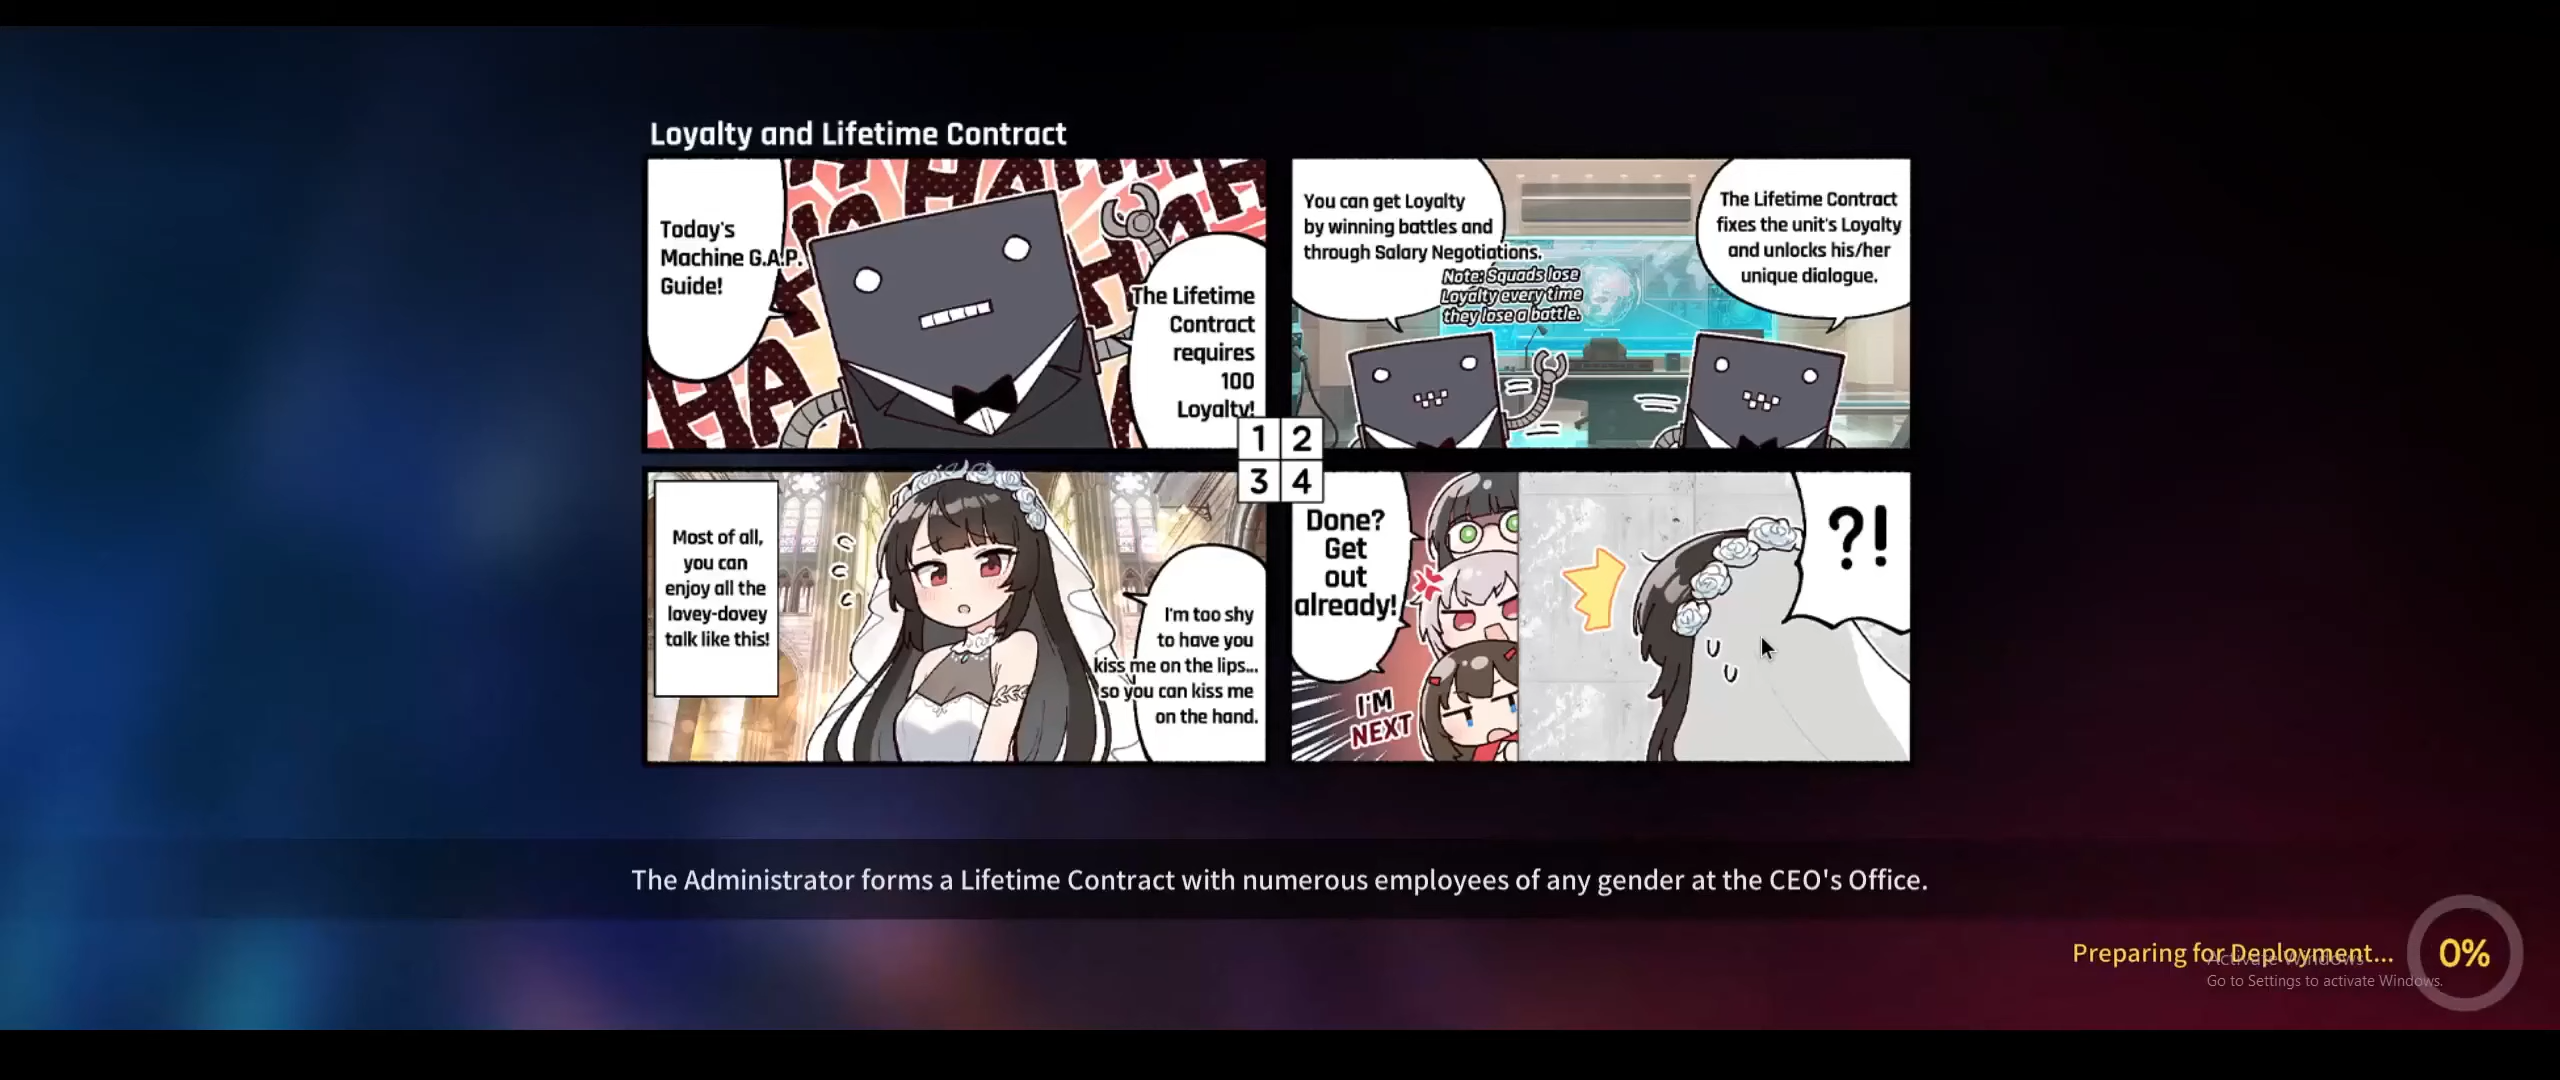 Loyalty and Lifetime Contract
Today's
Machine G.A.P.
Guide!
The Lifetime
Contract
requires
100
Loyalty!
You can get Loyalty
by winning battles and
through Salary Negotiations.
Note: Squads lose
Loyalty every time
they lose a battle.
The Lifetime Contract
fixes the unit's Loyalty
and unlocks his/her
unique dialogue.
1 2
3 4
Most of all,
you can
enjoy all the
lovey-dovey
talk like this!
I'm too shy
to have you
kiss me on the lips...
so you can kiss me
on the hand.
Done?
Get
out
already!
I'M
NEXT
?!
The Administrator forms a Lifetime Contract with numerous employees of any gender at the CEO's Office.
Preparing for Deployment...
0%
Activate Windows
Go to Settings to activate Windows.